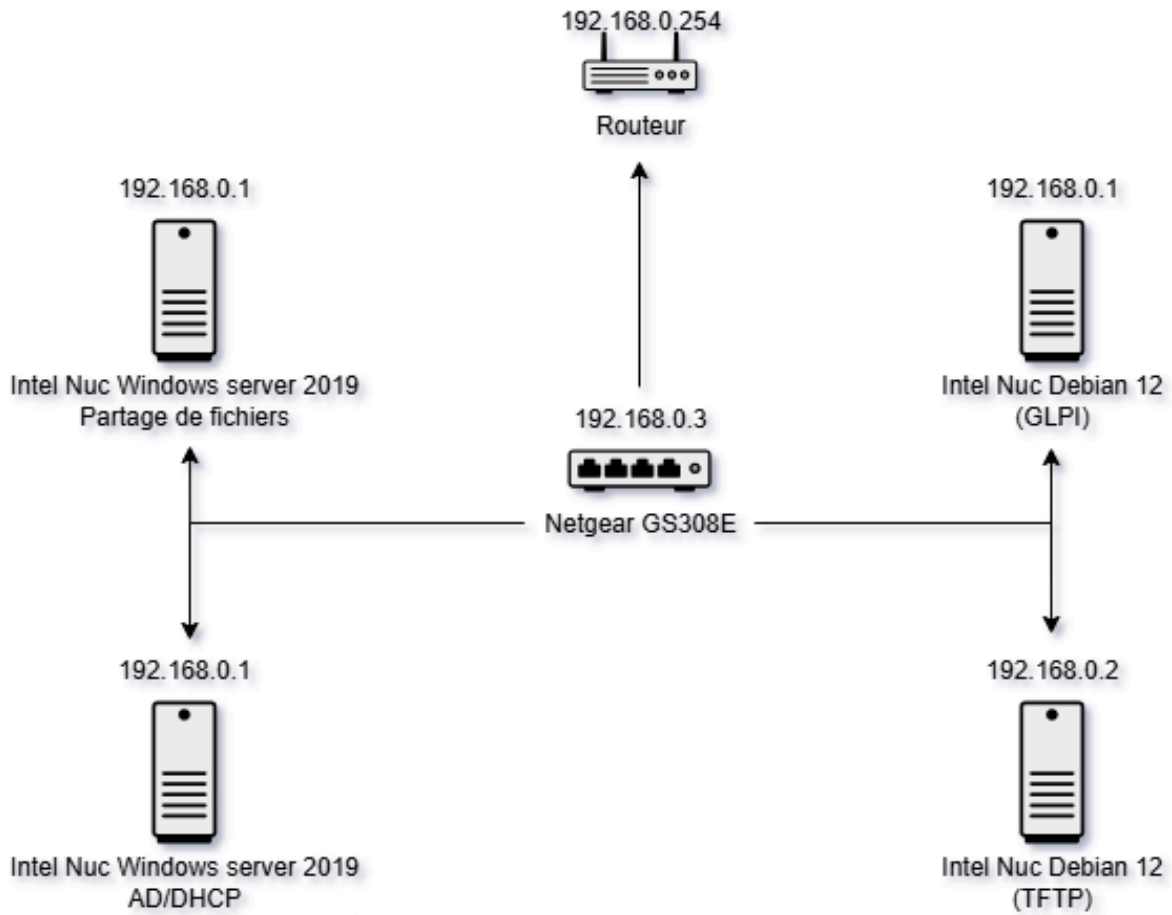 192.168.0.254
Routeur
192.168.0.1
192.168.0.1
Intel Nuc Windows server 2019
Partage de fichiers
Intel Nuc Debian 12
(GLPI)
192.168.0.3
Netgear GS308E
192.168.0.1
192.168.0.2
Intel Nuc Windows server 2019
AD/DHCP
Intel Nuc Debian 12
(TFTP)